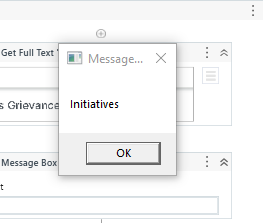 Get Full Text '
Message...
s Grievance
Initiatives
OK
Message Box
t